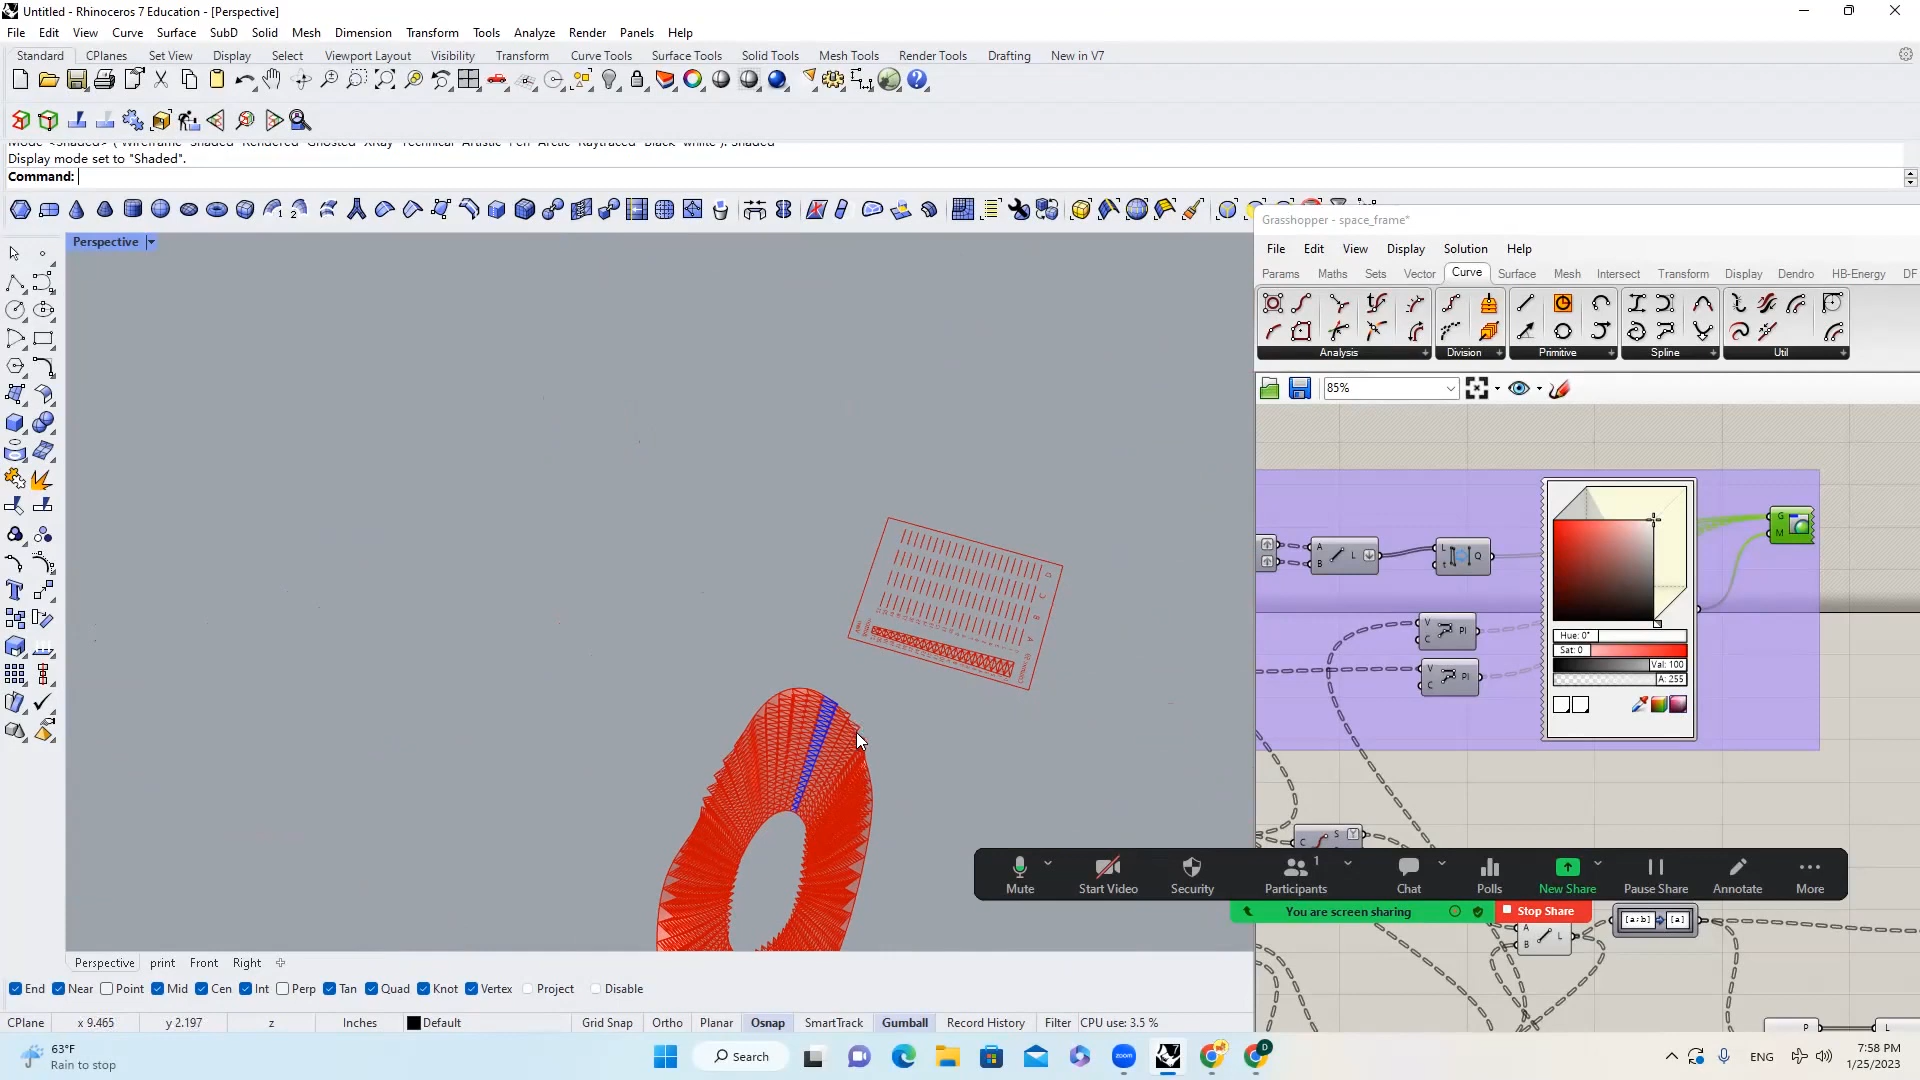 Untitled - Rhinoceros 7 Education - [Perspective]
File Edit View Curve Surface SubD Solid Mesh Dimension Transform Tools Analyze Render Panels Help
Standard CPlanes Set View Display Select Viewport Layout Visibility Transform Curve Tools Surface Tools Solid Tools Mesh Tools Render Tools Drafting New in V7
Display mode set to "Shaded".
Command:
Perspective
Grasshopper - space_frame*
File Edit View Display Solution Help
Params Maths Sets Vector Curve Surface Mesh Intersect Transform Display Dendro HB-Energy DF
Analysis Division Primitive Spline Util
85%
A B L
L t Q
G M
V C Pl
V C Pl
Hue: 0°
Sat: 0
Val: 100
A: 255
C S
Mute Start Video Security Participants 1 Chat Polls New Share Pause Share Annotate More
You are screen sharing Stop Share
A B L
[a;b] [a]
P L
Perspective print Front Right
End Near Point Mid Cen Int Perp Tan Quad Knot Vertex Project Disable
CPlane x 9.465 y 2.197 z Inches Default Grid Snap Ortho Planar Osnap SmartTrack Gumball Record History Filter CPU use: 3.5 %
63°F
Rain to stop
Search
zoom
D
ENG
7:58 PM
1/25/2023